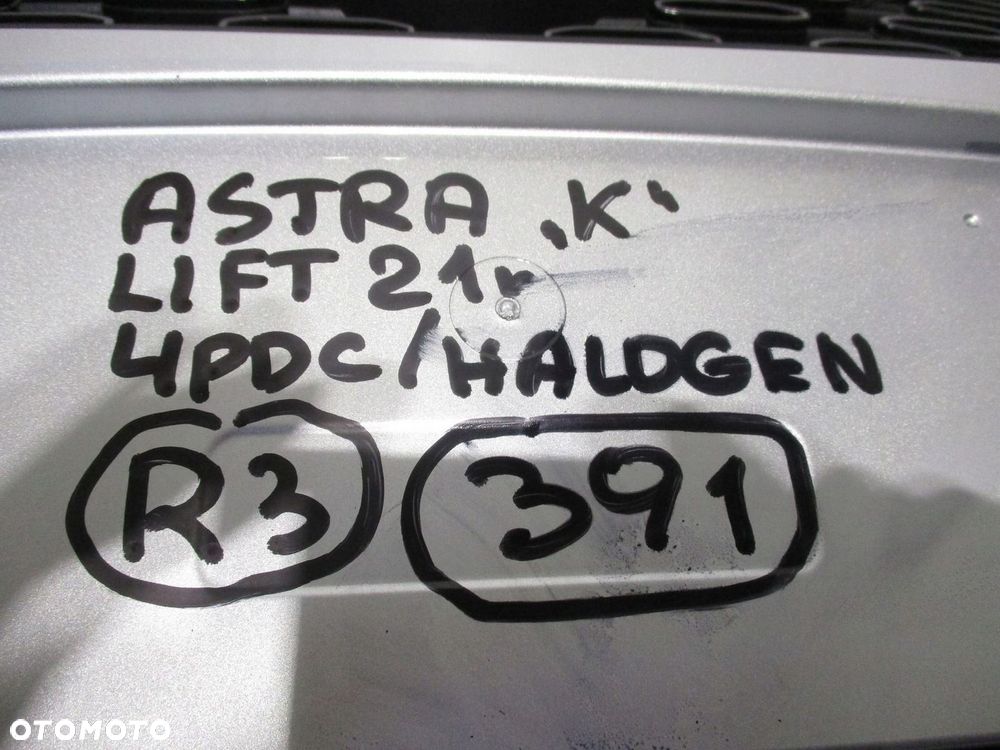 ASTRA „K"
LIFT 21r
4PDC/HALOGEN
R3 391
OTOMOTO